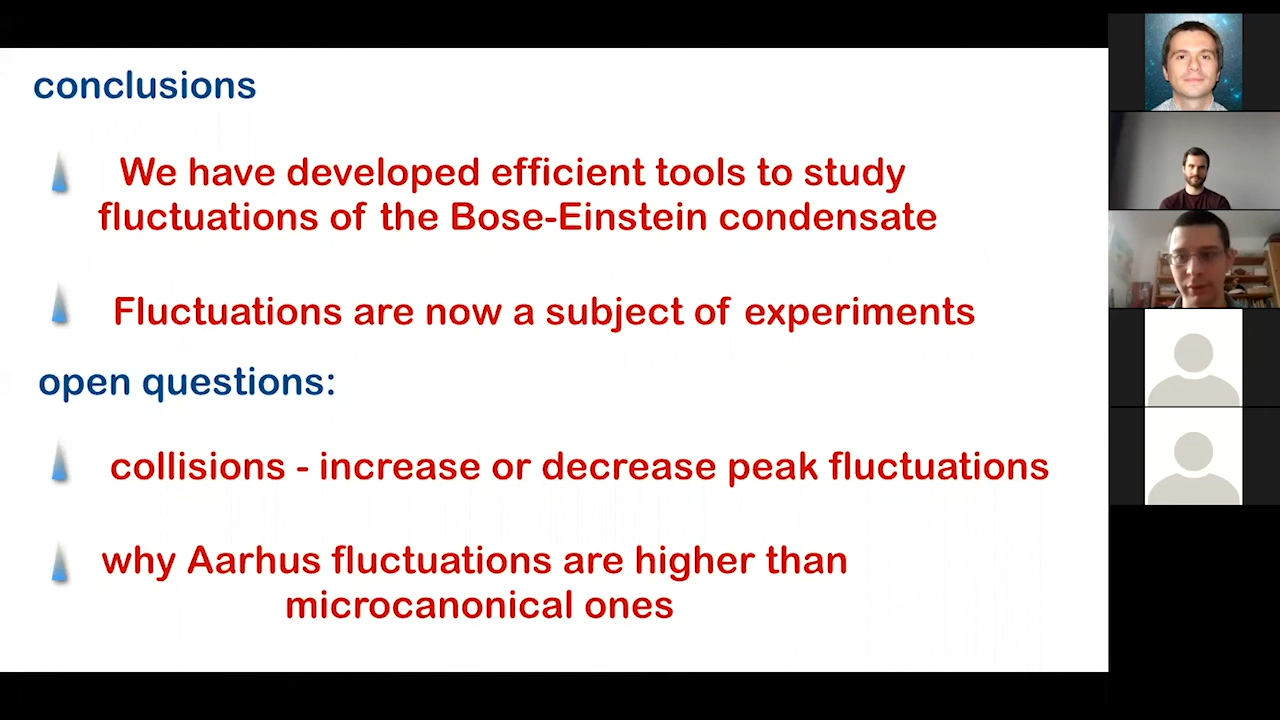 conclusions
We have developed efficient tools to study
fluctuations of the Bose-Einstein condensate
Fluctuations are now a subject of experiments
open questions:
collisions - increase or decrease peak fluctuations
why Aarhus fluctuations are higher than
microcanonical ones